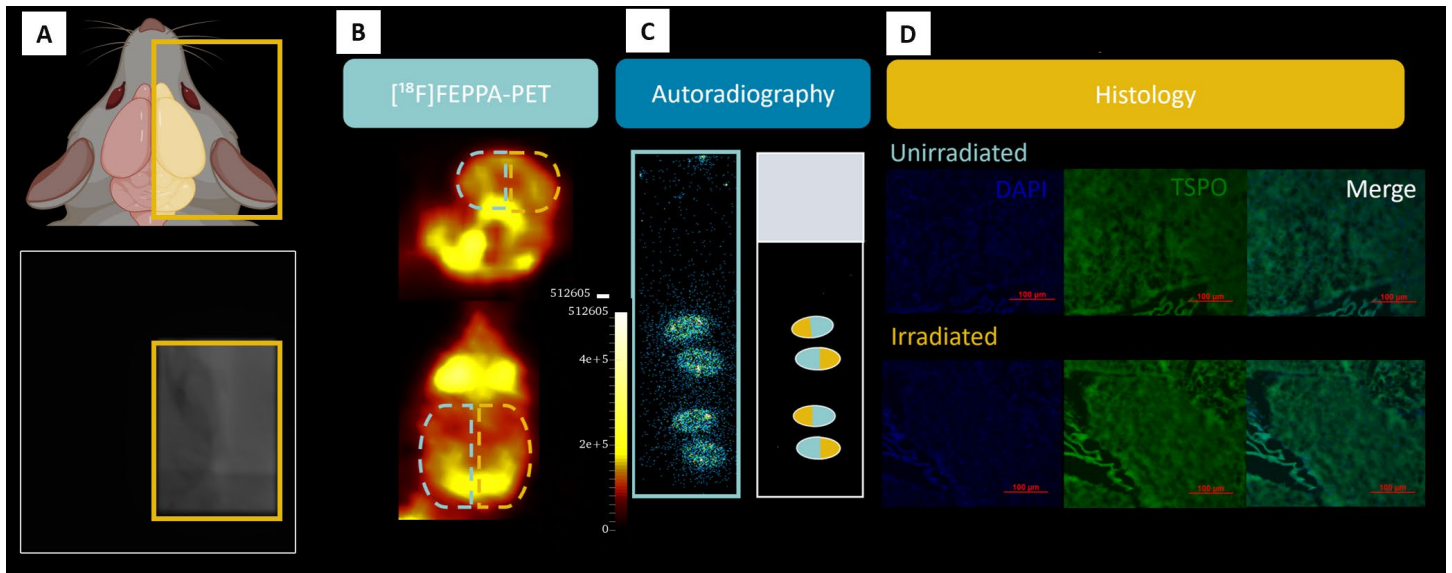 A
B
C
D
[¹⁸F]FEPPA-PET
Autoradiography
Histology
Unirradiated
DAPI
TSPO
Merge
100 µm
100 µm
100 µm
Irradiated
100 µm
100 µm
100 µm
512605
512605
4e+5
2e+5
0